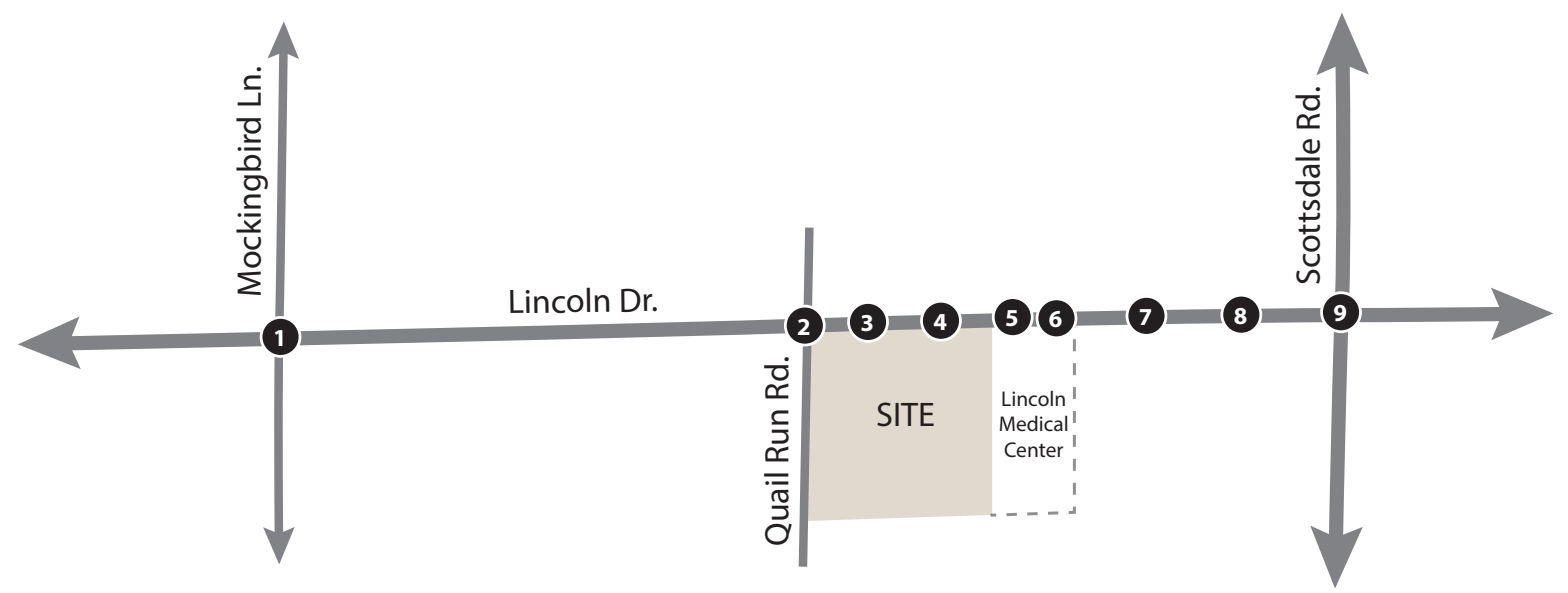 Mockingbird Ln.
Scottsdale Rd.
Lincoln Dr.
1
2
3
4
5
6
7
8
9
Quail Run Rd.
SITE
Lincoln
Medical
Center